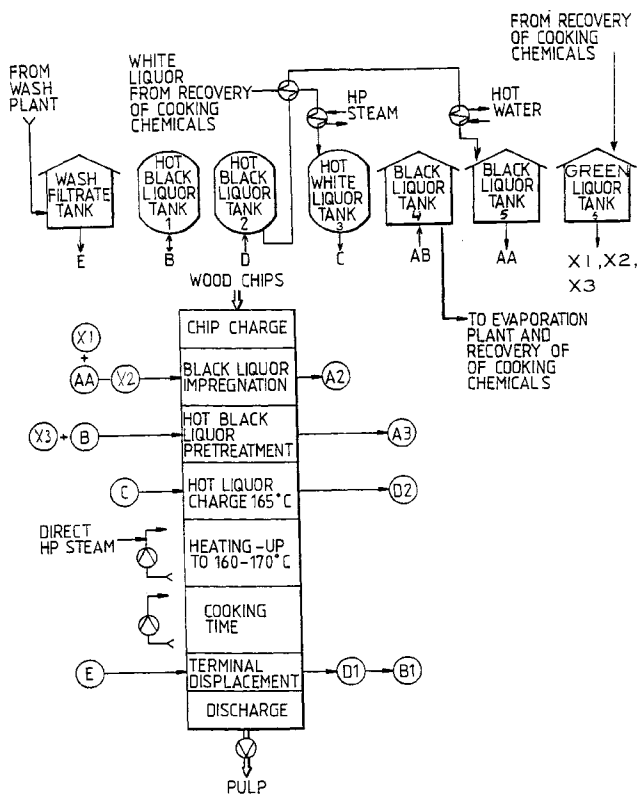 FROM RECOVERY
OF COOKING
CHEMICALS
FROM
WASH
PLANT
WHITE
LIQUOR
FROM RECOVERY
OF COOKING
CHEMICALS
HP
STEAM
HOT
WATER
WASH
FILTRATE
TANK
HOT
BLACK
LIQUOR
TANK
1
HOT
BLACK
LIQUOR
TANK
2
HOT
WHITE
LIQUOR
TANK
3
BLACK
LIQUOR
TANK
4
BLACK
LIQUOR
TANK
5
GREEN
LIQUOR
TANK
6
E
B
D
C
AB
AA
X1, X2,
X3
WOOD CHIPS
TO EVAPORATION
PLANT AND
RECOVERY OF
OF COOKING
CHEMICALS
CHIP CHARGE
X1
+
AA
X2
BLACK LIQUOR
IMPREGNATION
A2
X3 + B
HOT BLACK
LIQUOR
PRETREATMENT
A3
C
HOT LIQUOR
CHARGE 165°C
D2
DIRECT
HP STEAM
HEATING-UP
TO 160-170°C
COOKING
TIME
E
TERMINAL
DISPLACEMENT
D1
B1
DISCHARGE
PULP